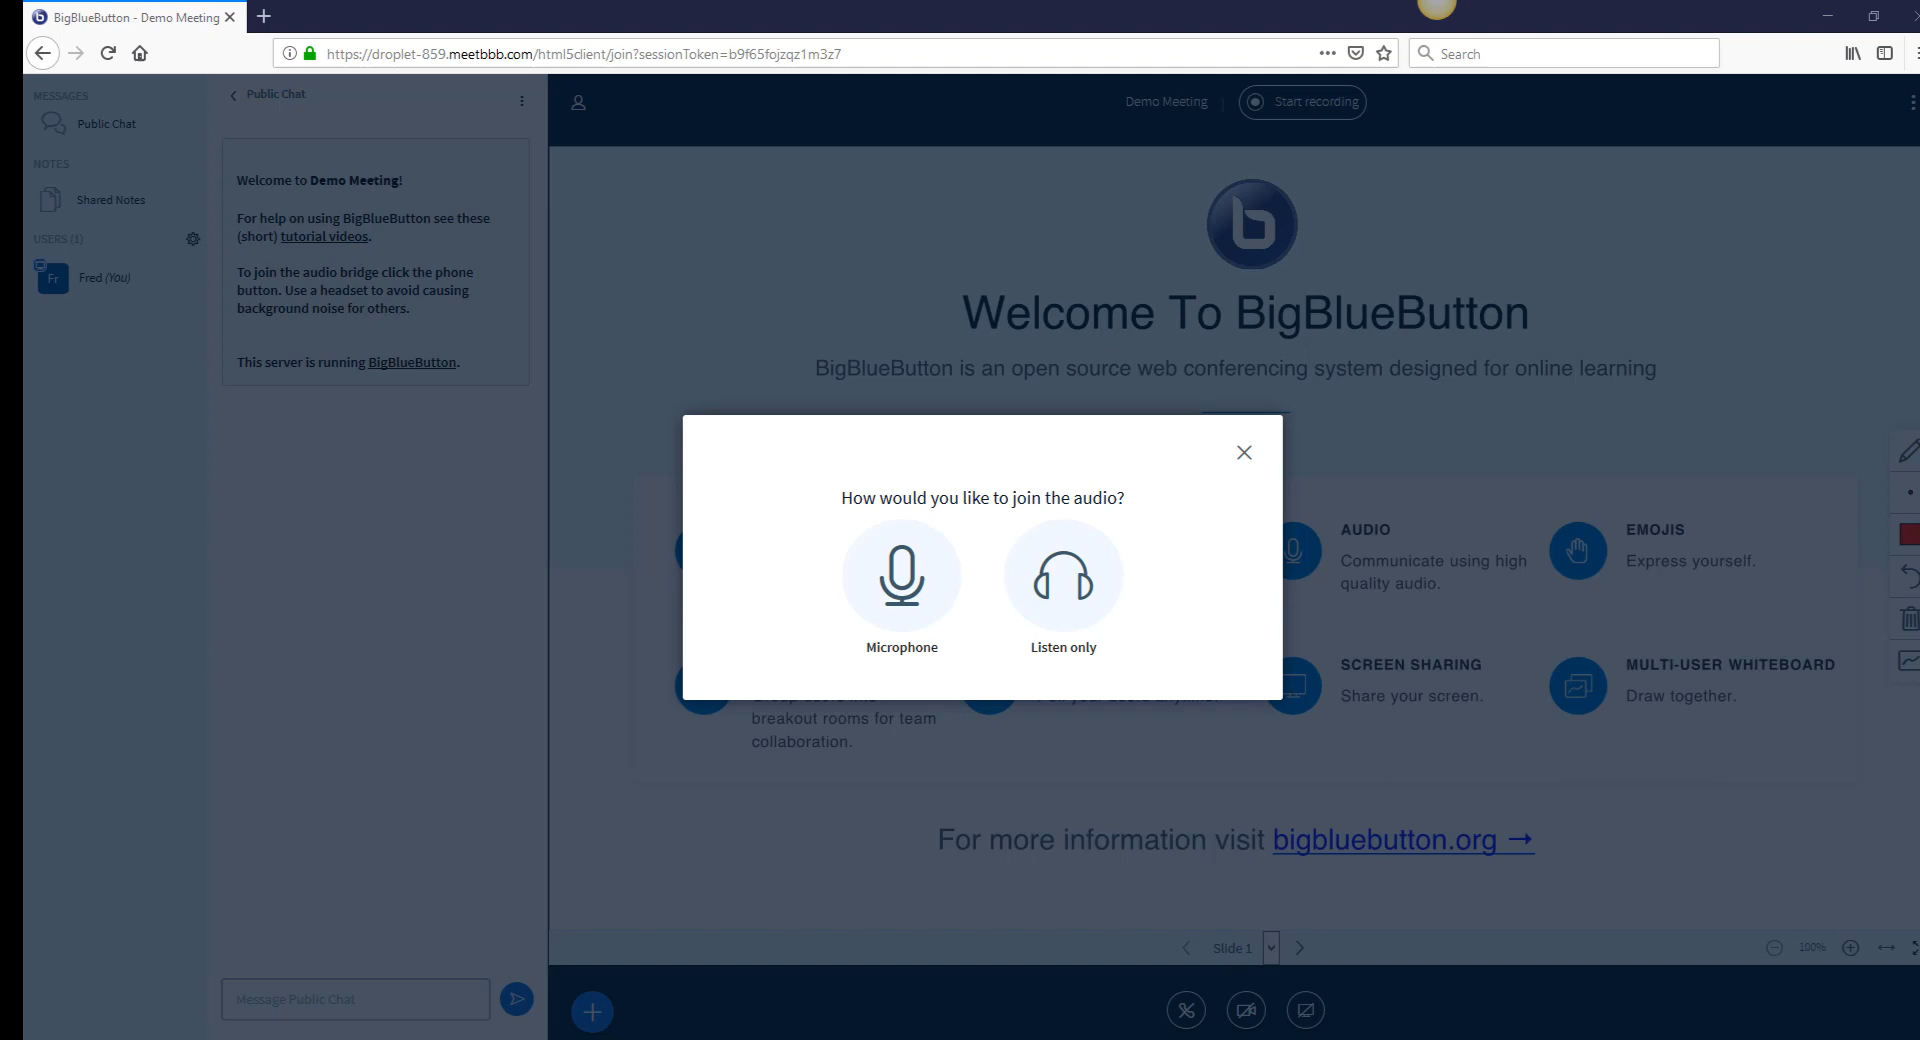 BigBlueButton - Demo Meeting
https://droplet-859.meetbbb.com/html5client/join?sessionToken=b9f65fojzqz1m3z7
Search
MESSAGES
Public Chat
NOTES
Shared Notes
USERS (1)
Fr
Fred (You)
Public Chat
Welcome to Demo Meeting!
For help on using BigBlueButton see these
(short) tutorial videos.
To join the audio bridge click the phone
button. Use a headset to avoid causing
background noise for others.
This server is running BigBlueButton.
Message Public Chat
Demo Meeting
Start recording
Welcome To BigBlueButton
BigBlueButton is an open source web conferencing system designed for online learning
How would you like to join the audio?
Microphone
Listen only
AUDIO
Communicate using high
quality audio.
EMOJIS
Express yourself.
breakout rooms for team
collaboration.
SCREEN SHARING
Share your screen.
MULTI-USER WHITEBOARD
Draw together.
For more information visit bigbluebutton.org →
Slide 1
100%